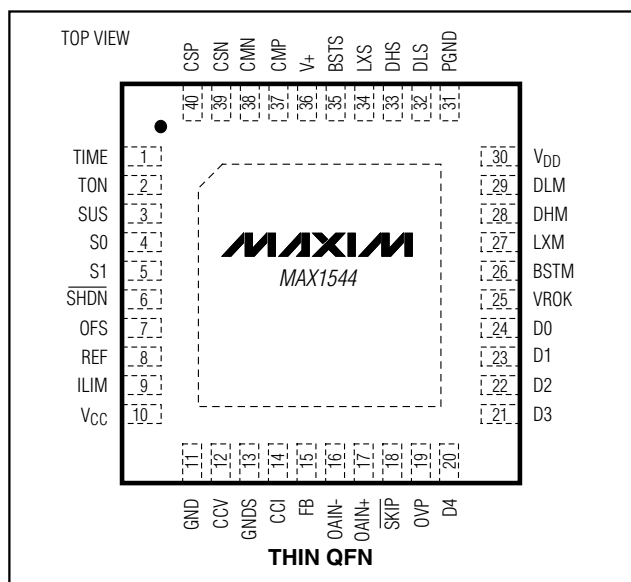 TOP VIEW
CSP CSN CMN CMP V+ BSTS LXS DHS DLS PGND
40 39 38 37 36 35 34 33 32 31
TIME 1
TON 2
SUS 3
S0 4
S1 5
SHDN 6
OFS 7
REF 8
ILIM 9
VCC 10
MAXIM
MAX1544
30 VDD
29 DLM
28 DHM
27 LXM
26 BSTM
25 VROK
24 D0
23 D1
22 D2
21 D3
11 12 13 14 15 16 17 18 19 20
GND CCV GNDS CCI FB OAIN- OAIN+ SKIP OVP D4
THIN QFN